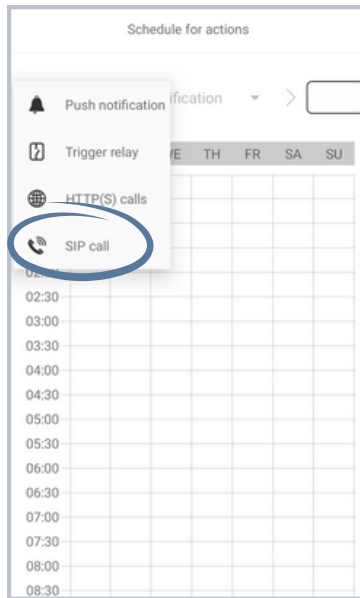 Schedule for actions
Push notification
Trigger relay
WE TH FR SA SU
HTTP(S) calls
SIP call
02:30
03:00
03:30
04:00
04:30
05:00
05:30
06:00
06:30
07:00
07:30
08:00
08:30